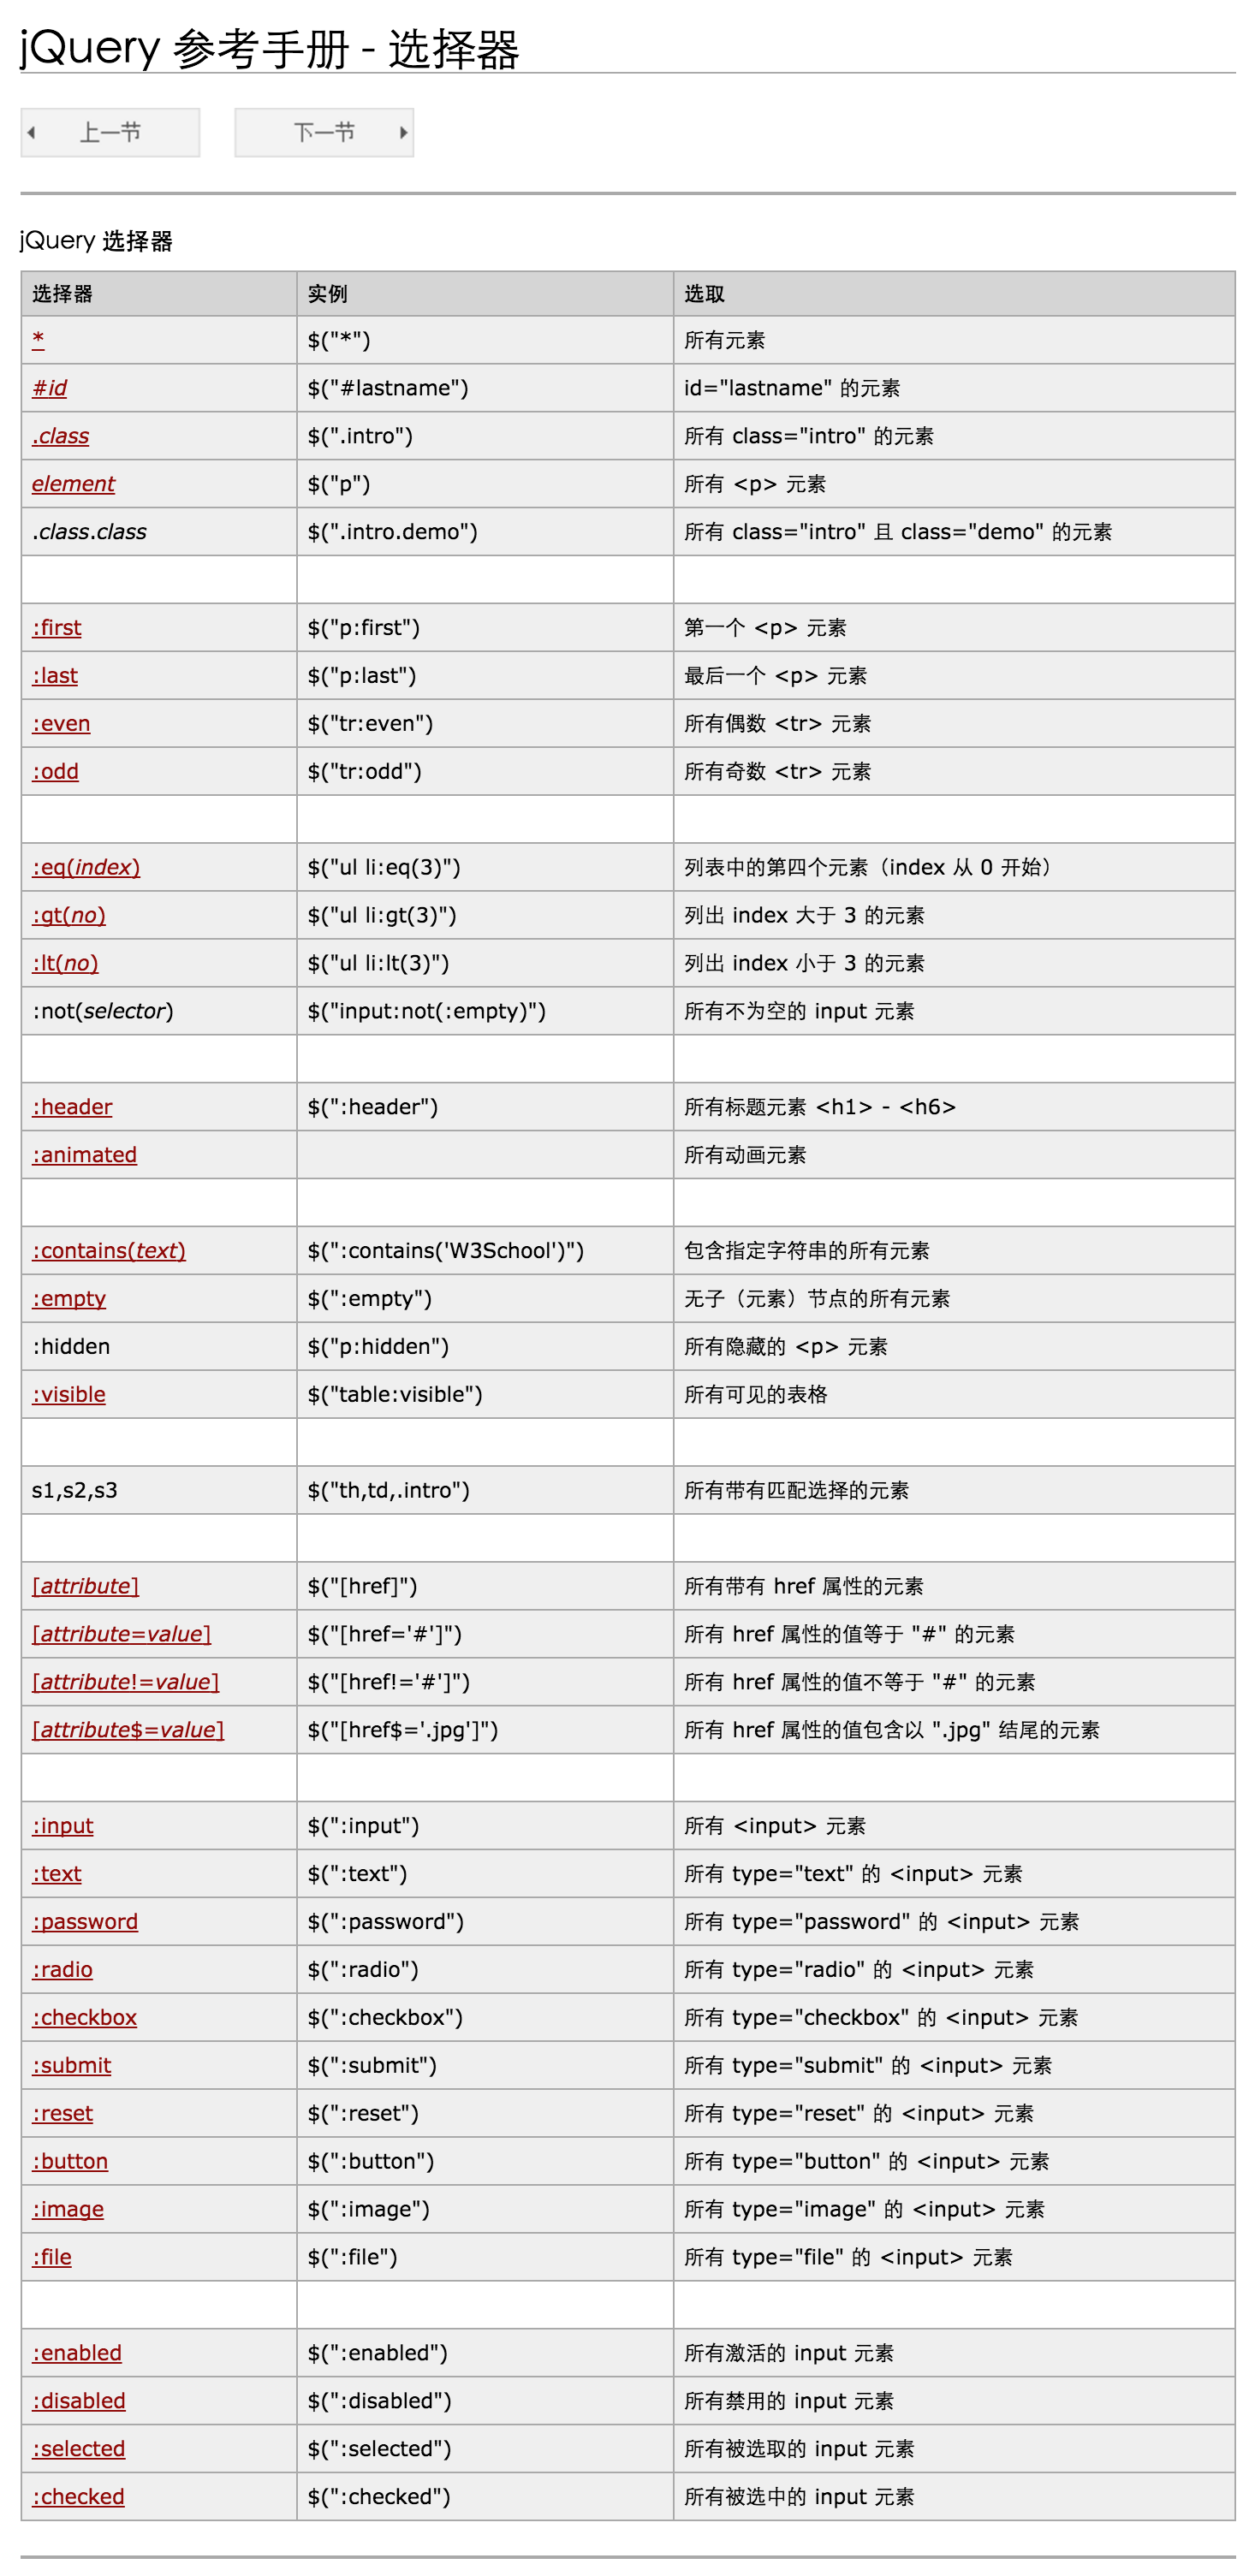 jQuery 参考手册 - 选择器
上一节 下一节
jQuery 选择器
选择器 实例 选取
* $("*") 所有元素
#id $("#lastname") id="lastname" 的元素
.class $(".intro") 所有 class="intro" 的元素
element $("p") 所有 <p> 元素
.class.class $(".intro.demo") 所有 class="intro" 且 class="demo" 的元素
:first $("p:first") 第一个 <p> 元素
:last $("p:last") 最后一个 <p> 元素
:even $("tr:even") 所有偶数 <tr> 元素
:odd $("tr:odd") 所有奇数 <tr> 元素
:eq(index) $("ul li:eq(3)") 列表中的第四个元素（index 从 0 开始）
:gt(no) $("ul li:gt(3)") 列出 index 大于 3 的元素
:lt(no) $("ul li:lt(3)") 列出 index 小于 3 的元素
:not(selector) $("input:not(:empty)") 所有不为空的 input 元素
:header $(":header") 所有标题元素 <h1> - <h6>
:animated 所有动画元素
:contains(text) $(":contains('W3School')") 包含指定字符串的所有元素
:empty $(":empty") 无子（元素）节点的所有元素
:hidden $("p:hidden") 所有隐藏的 <p> 元素
:visible $("table:visible") 所有可见的表格
s1,s2,s3 $("th,td,.intro") 所有带有匹配选择的元素
[attribute] $("[href]") 所有带有 href 属性的元素
[attribute=value] $("[href='#']") 所有 href 属性的值等于 "#" 的元素
[attribute!=value] $("[href!='#']") 所有 href 属性的值不等于 "#" 的元素
[attribute$=value] $("[href$='.jpg']") 所有 href 属性的值包含以 ".jpg" 结尾的元素
:input $(":input") 所有 <input> 元素
:text $(":text") 所有 type="text" 的 <input> 元素
:password $(":password") 所有 type="password" 的 <input> 元素
:radio $(":radio") 所有 type="radio" 的 <input> 元素
:checkbox $(":checkbox") 所有 type="checkbox" 的 <input> 元素
:submit $(":submit") 所有 type="submit" 的 <input> 元素
:reset $(":reset") 所有 type="reset" 的 <input> 元素
:button $(":button") 所有 type="button" 的 <input> 元素
:image $(":image") 所有 type="image" 的 <input> 元素
:file $(":file") 所有 type="file" 的 <input> 元素
:enabled $(":enabled") 所有激活的 input 元素
:disabled $(":disabled") 所有禁用的 input 元素
:selected $(":selected") 所有被选取的 input 元素
:checked $(":checked") 所有被选中的 input 元素